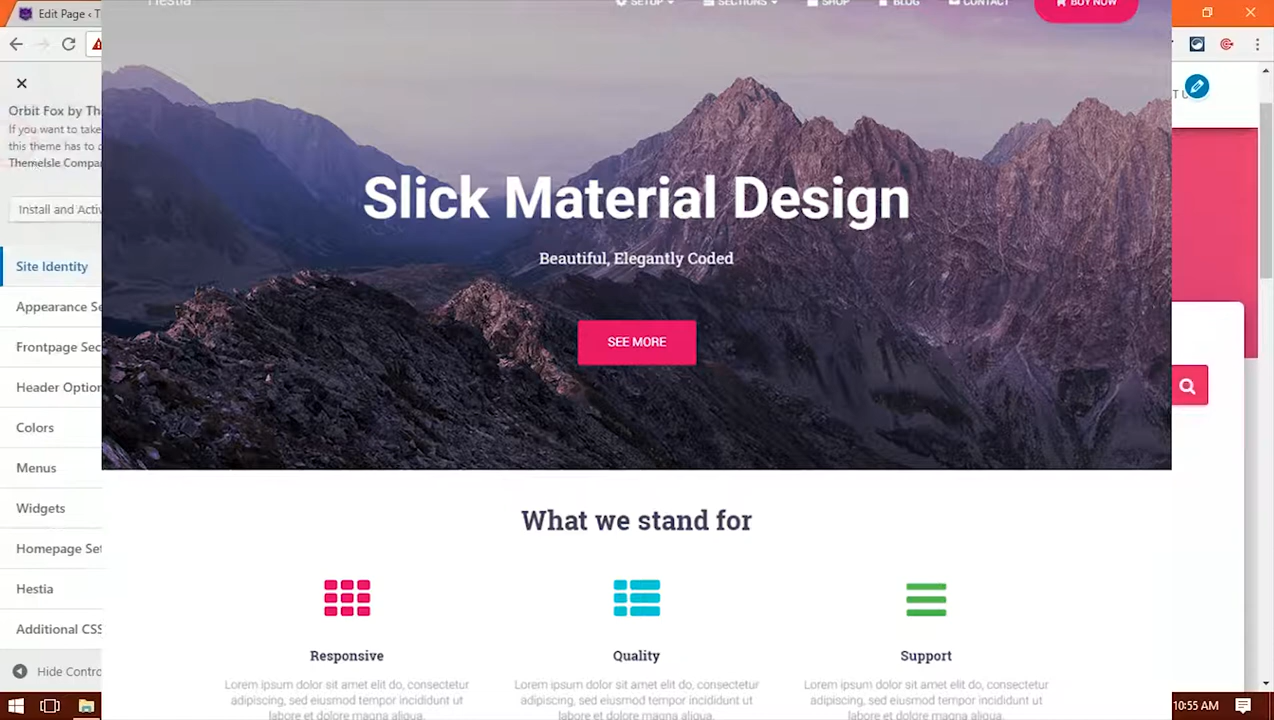 Hestia
SETUP
SECTIONS
SHOP
BLOG
CONTACT
BUY NOW
Edit Page ‹ T
Orbit Fox by Th
If you want to take
this theme has to
ThemeIsle Compa
Install and Activ
Site Identity
Appearance Se
Frontpage Sec
Header Option
Colors
Menus
Widgets
Homepage Set
Hestia
Additional CSS
Hide Contro
Slick Material Design
Beautiful, Elegantly Coded
SEE MORE
What we stand for
Responsive
Lorem ipsum dolor sit amet elit do, consectetur
adipiscing, sed eiusmod tempor incididunt ut
labore et dolore magna aliqua.
Quality
Lorem ipsum dolor sit amet elit do, consectetur
adipiscing, sed eiusmod tempor incididunt ut
labore et dolore magna aliqua.
Support
Lorem ipsum dolor sit amet elit do, consectetur
adipiscing, sed eiusmod tempor incididunt ut
labore et dolore magna aliqua.
10:55 AM